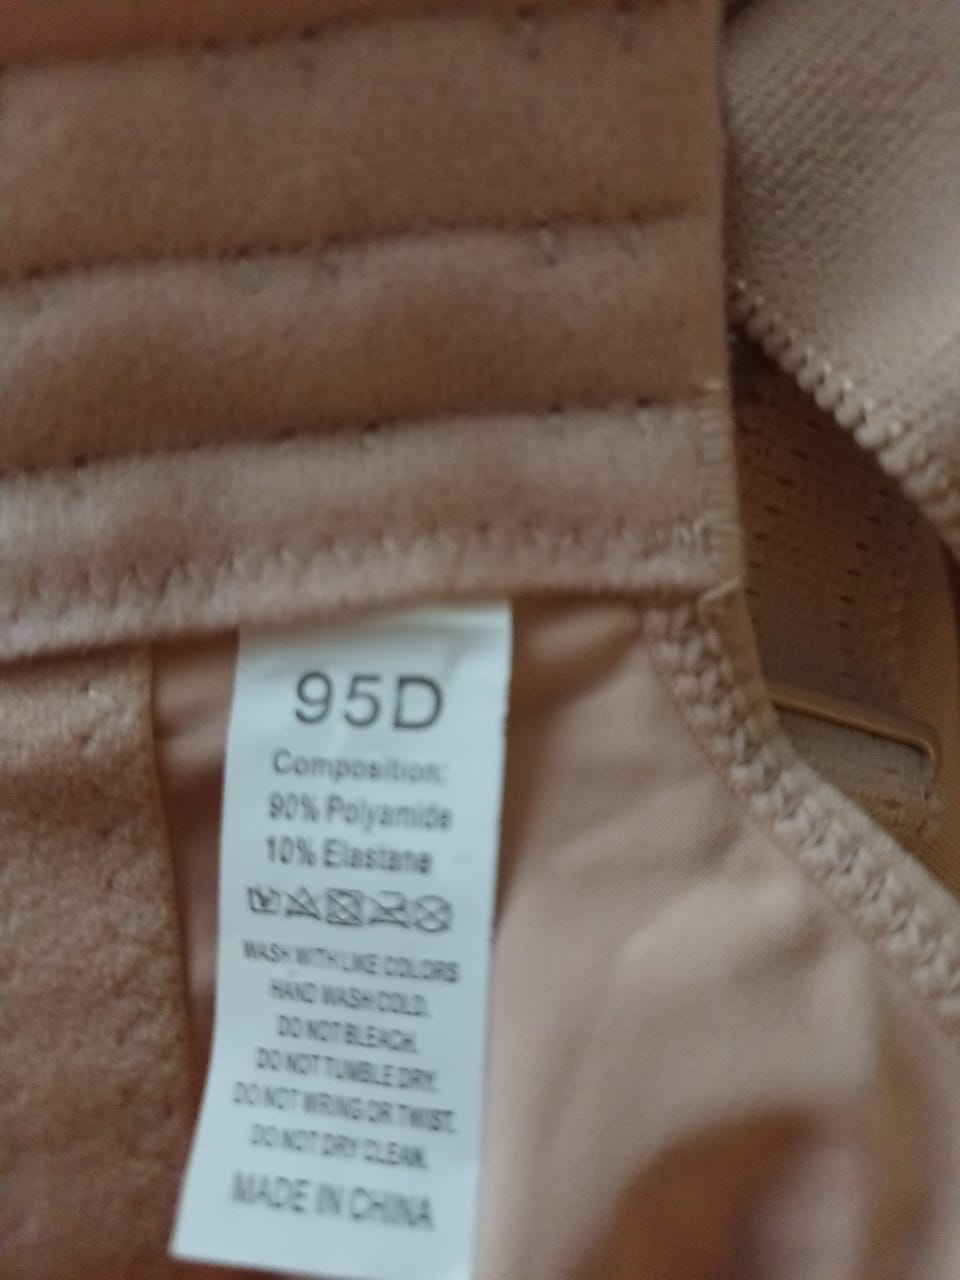 95D
Composition:
90% Polyamide
10% Elastane
WASH WITH LIKE COLORS
HAND WASH COLD.
DO NOT BLEACH.
DO NOT TUMBLE DRY.
DO NOT WRING OR TWIST.
DO NOT DRY CLEAN.
MADE IN CHINA